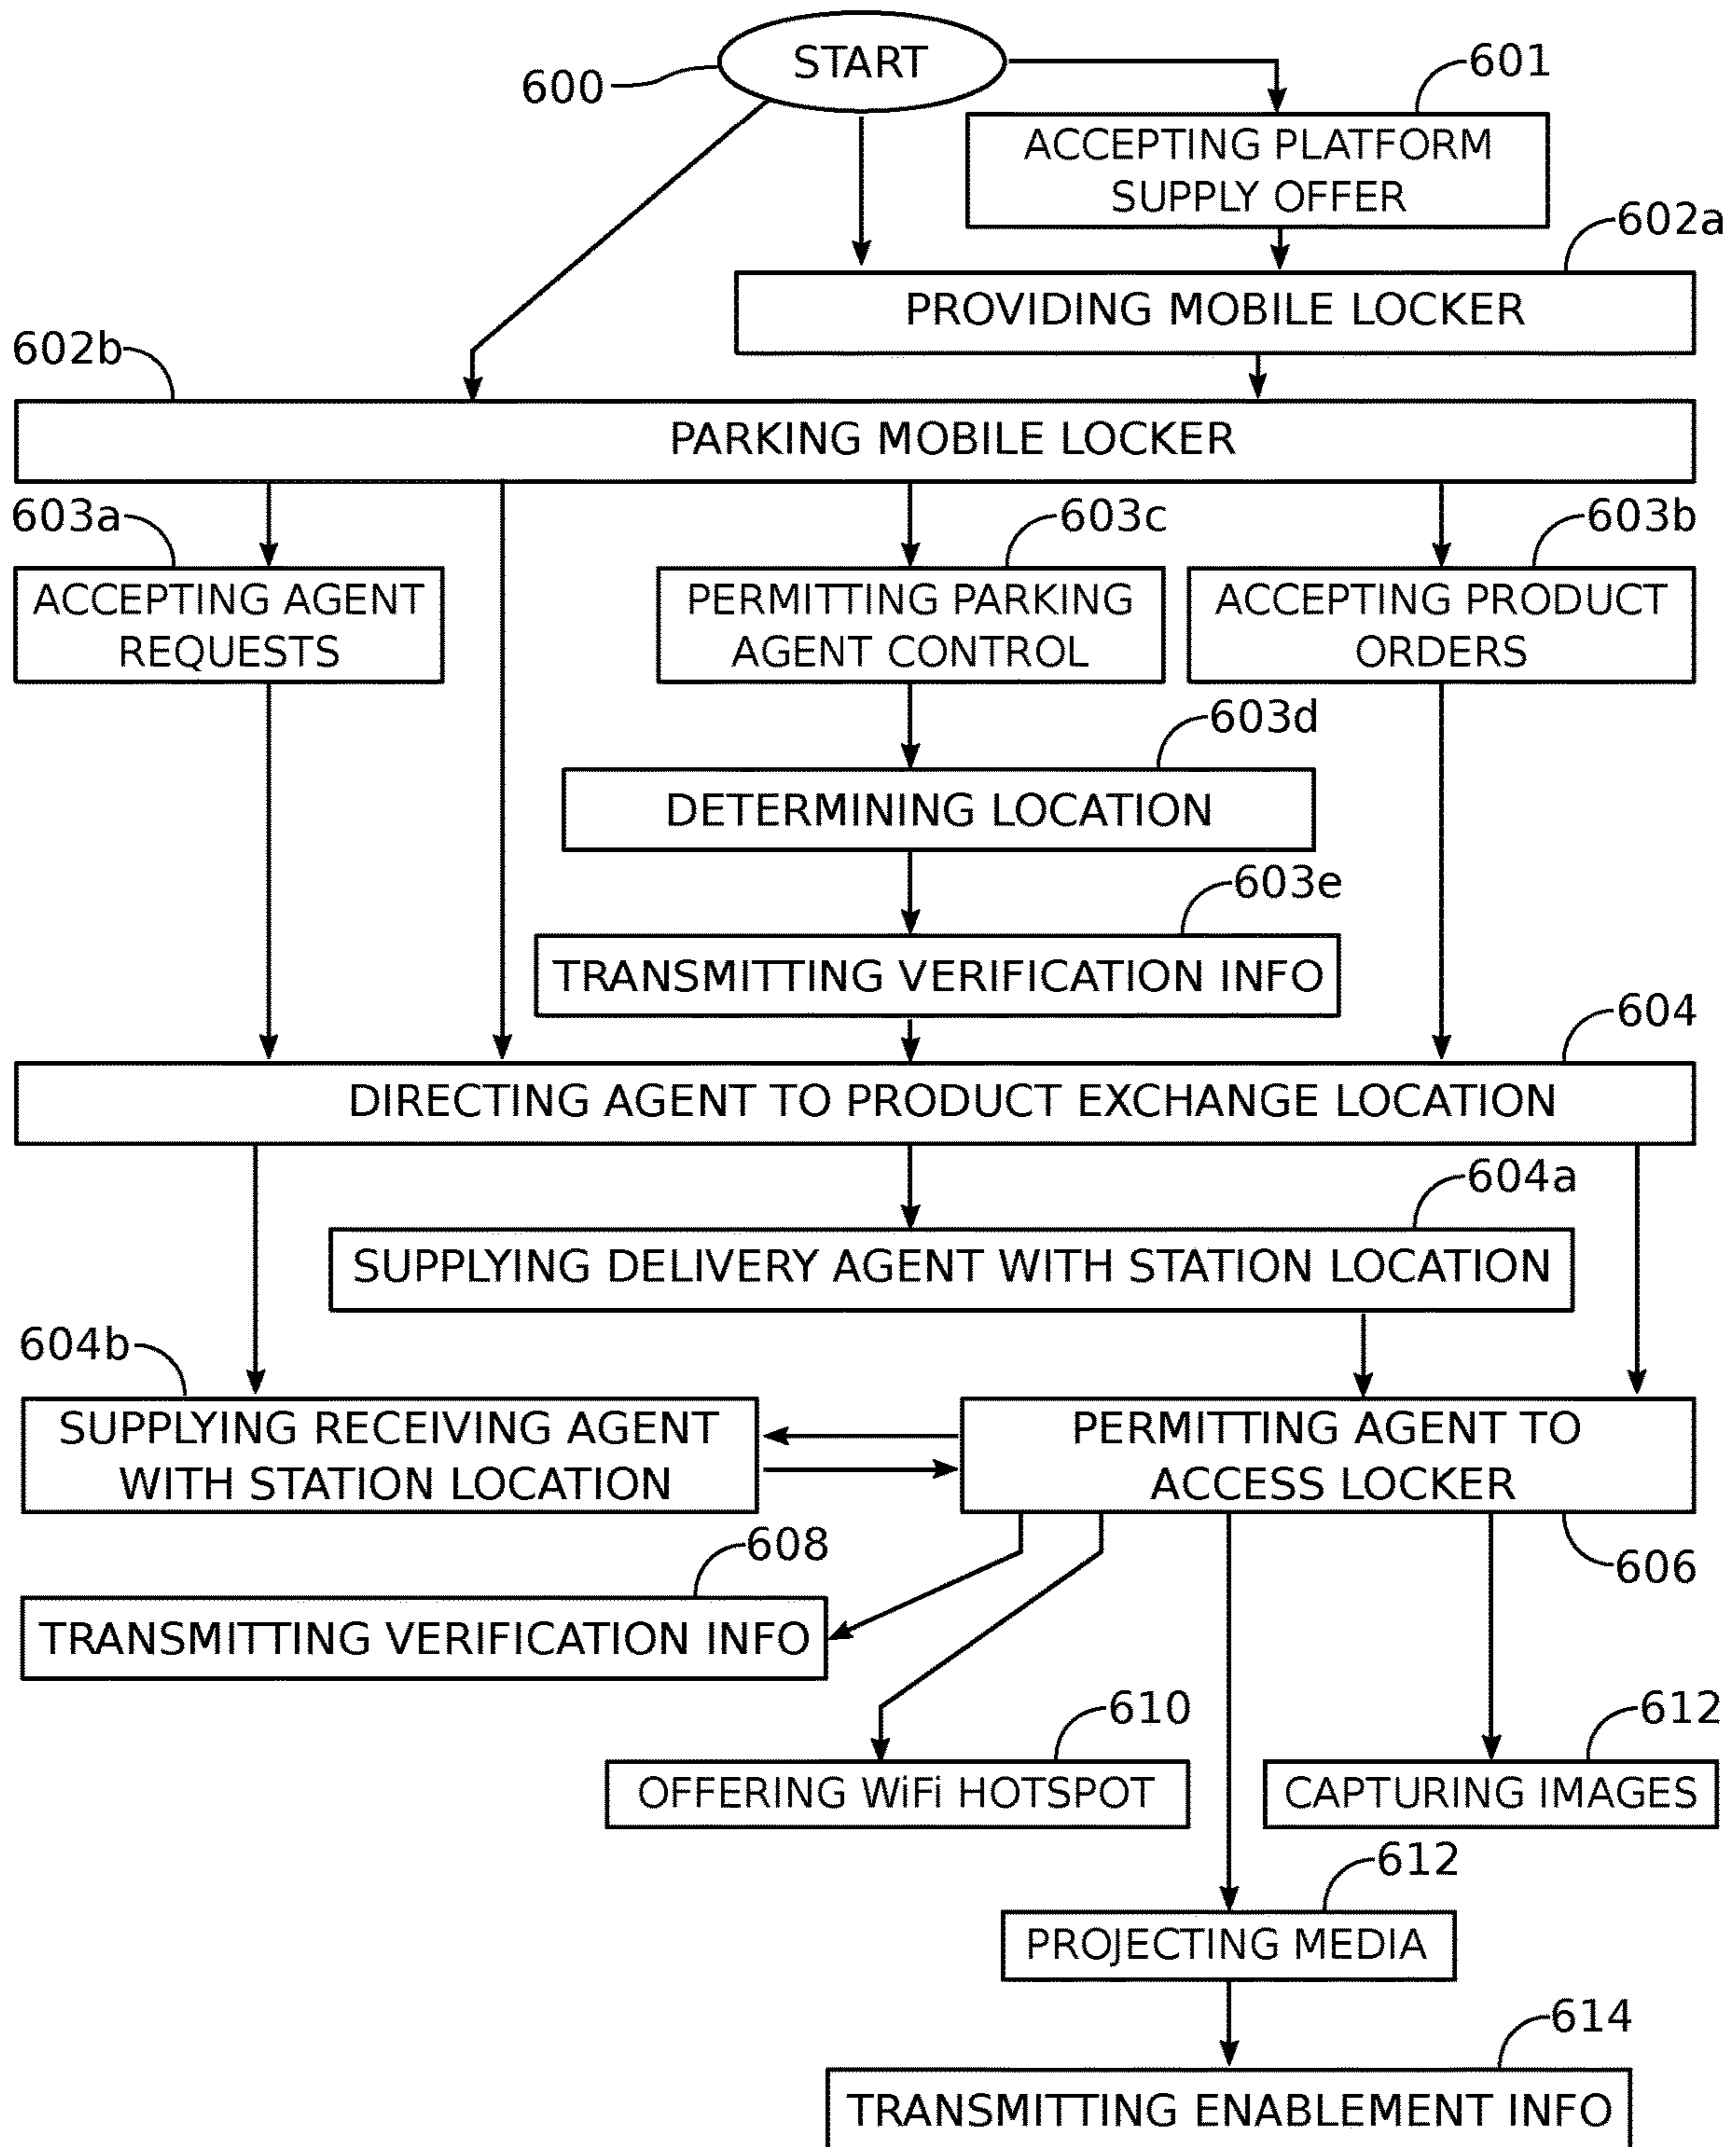 START
600
601
ACCEPTING PLATFORM
SUPPLY OFFER
602a
PROVIDING MOBILE LOCKER
602b
PARKING MOBILE LOCKER
603a
603c
603b
ACCEPTING AGENT
REQUESTS
PERMITTING PARKING
AGENT CONTROL
ACCEPTING PRODUCT
ORDERS
603d
DETERMINING LOCATION
603e
TRANSMITTING VERIFICATION INFO
604
DIRECTING AGENT TO PRODUCT EXCHANGE LOCATION
604a
SUPPLYING DELIVERY AGENT WITH STATION LOCATION
604b
SUPPLYING RECEIVING AGENT
WITH STATION LOCATION
PERMITTING AGENT TO
ACCESS LOCKER
608
606
TRANSMITTING VERIFICATION INFO
610
612
OFFERING WiFi HOTSPOT
CAPTURING IMAGES
612
PROJECTING MEDIA
614
TRANSMITTING ENABLEMENT INFO